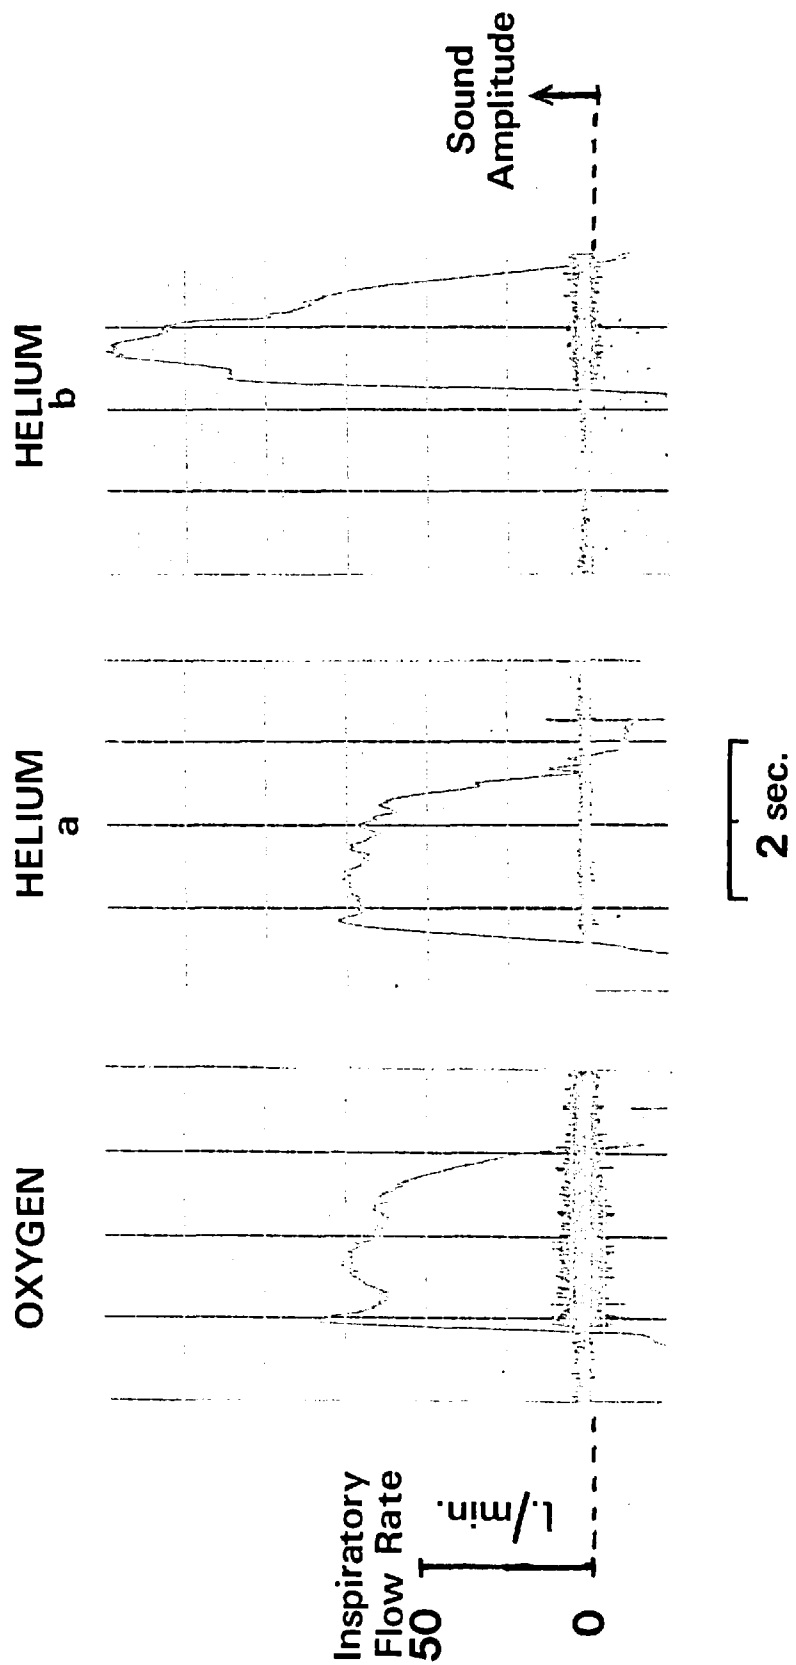 OXYGEN
HELIUM
a
HELIUM
b
Inspiratory
Flow Rate
50
0
L/min.
Sound
Amplitude
2 sec.